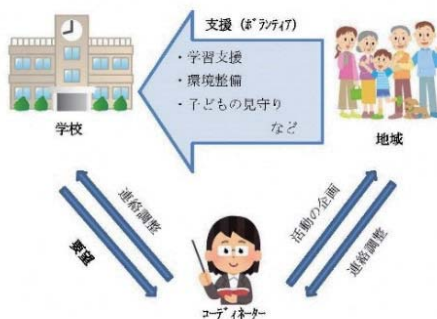 支援（ボランティア）
・学習支援
・環境整備
・子どもの見守り
など
学校
地域
連絡調整
要望
活動の企画
連絡調整
コーディネーター